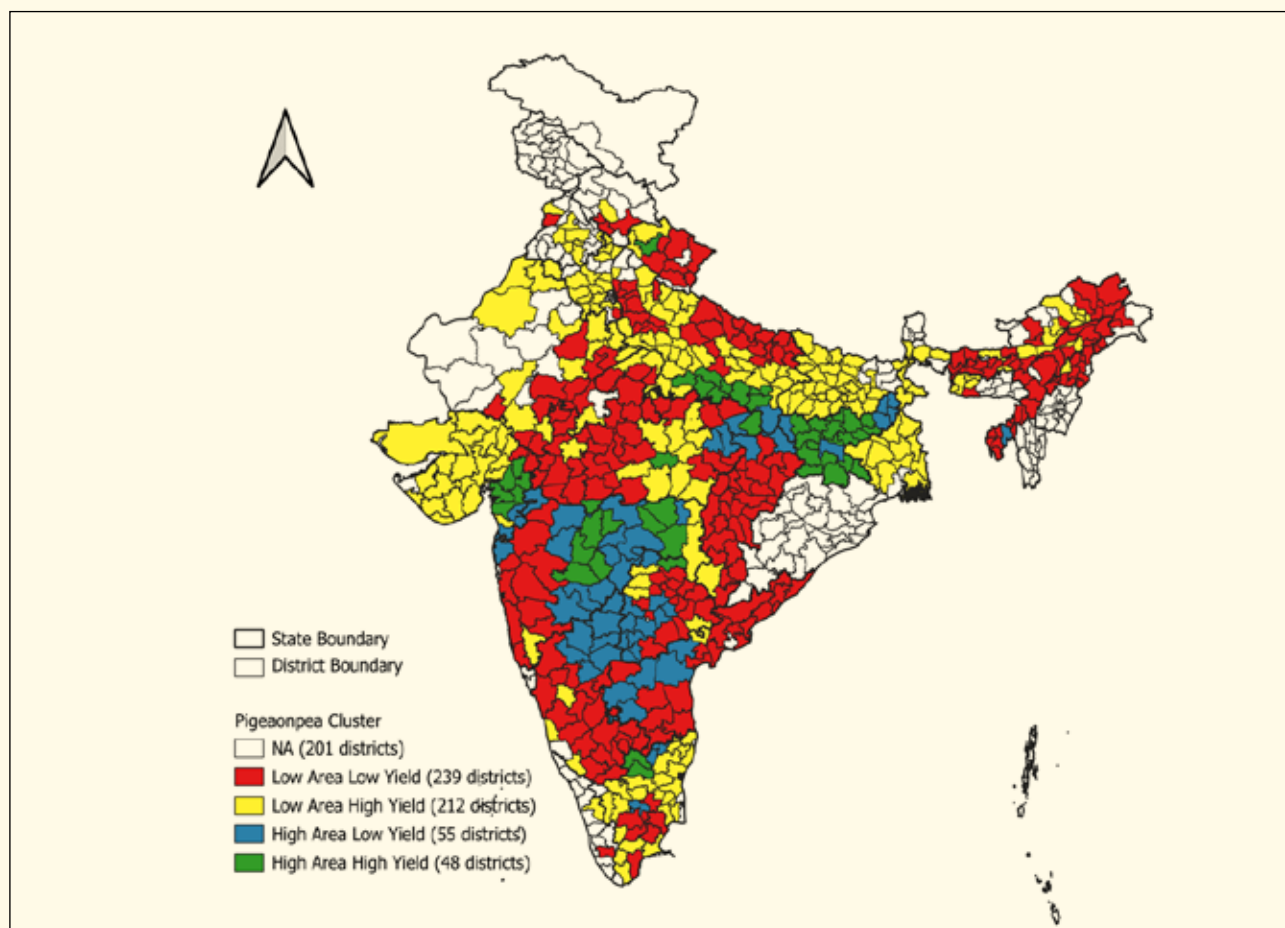 State Boundary
District Boundary
Pigeaonpea Cluster
NA (201 districts)
Low Area Low Yield (239 districts)
Low Area High Yield (212 districts)
High Area Low Yield (55 districts)
High Area High Yield (48 districts)